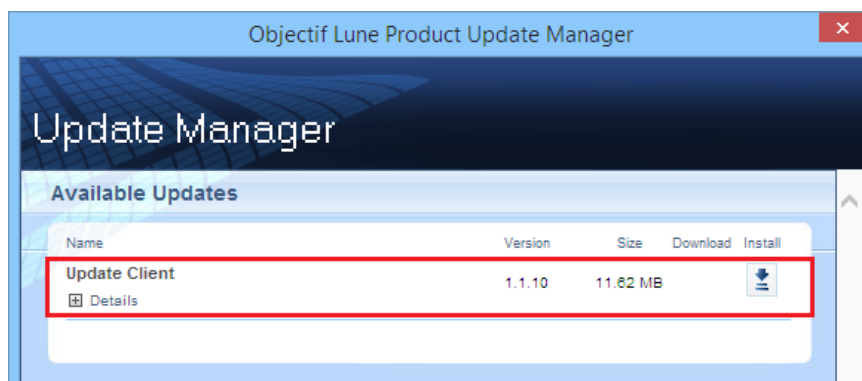 Objectif Lune Product Update Manager
Update Manager
Available Updates
Name Version Size Download Install
Update Client 1.1.10 11.62 MB
Details